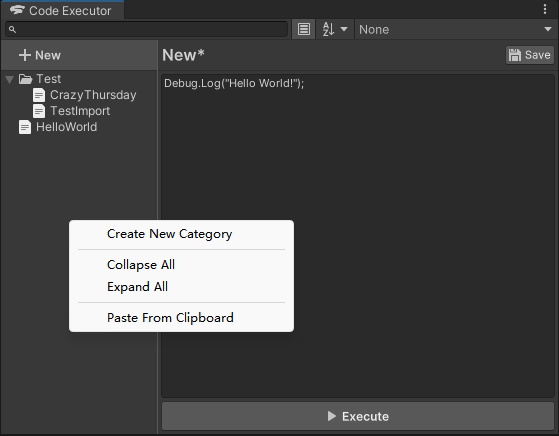 Code Executor
None
New
New*
Save
Test
CrazyThursday
TestImport
HelloWorld
Debug.Log("Hello World!");
Create New Category
Collapse All
Expand All
Paste From Clipboard
Execute